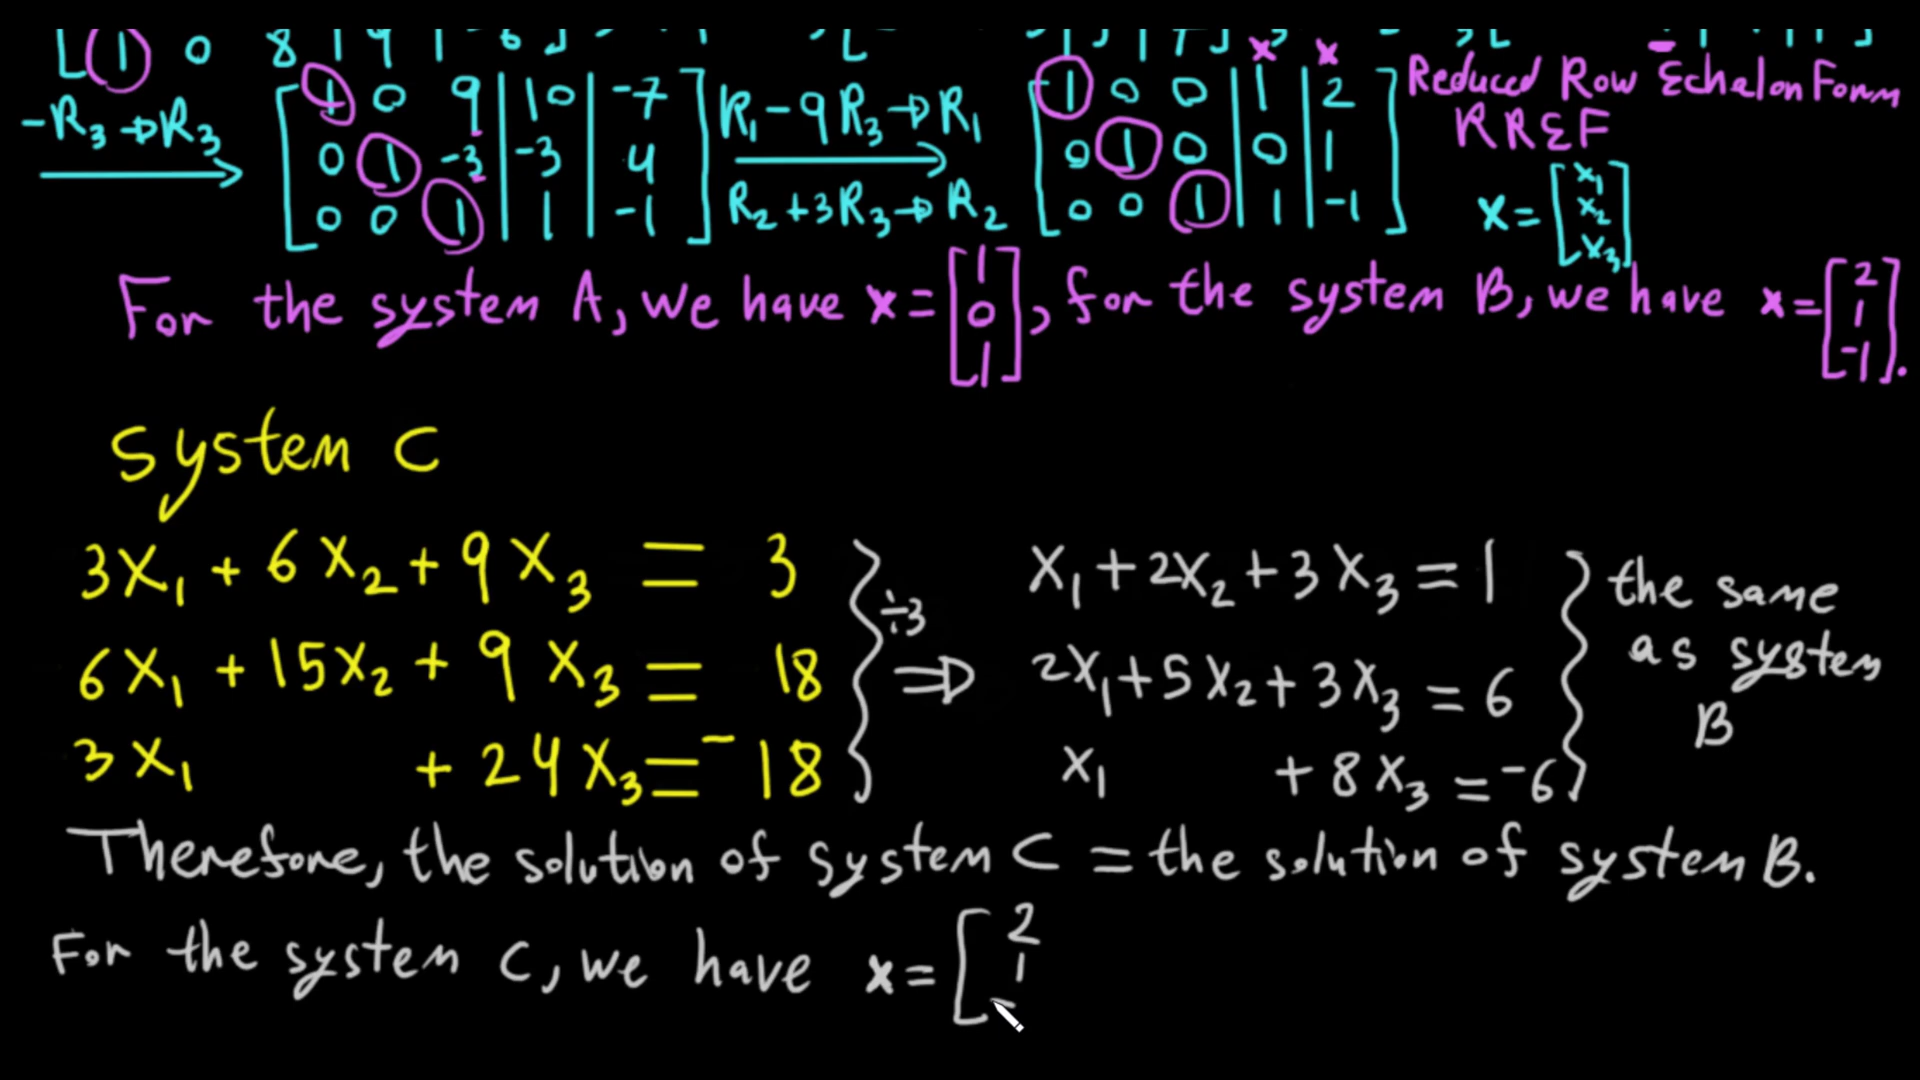 [ 1 0 8 | 9 | -6 ]
-R₃→R₃ [ 1 0 9 | 10 | -7 ] R₁-9R₃→R₁ [ 1 0 0 | 1 | 2 ] Reduced Row Echelon Form
[ 0 1 -3 | -3 | 4 ] [ 0 1 0 | 0 | 1 ] RREF
[ 0 0 1 | 1 | -1 ] R₂+3R₃→R₂ [ 0 0 1 | 1 | -1 ] x = [ x₁ x₂ x₃ ]
For the system A, we have x = [ 1 0 1 ], for the system B, we have x = [ 2 1 -1 ].
System C
3x₁ + 6x₂ + 9x₃ = 3 } ÷3 x₁ + 2x₂ + 3x₃ = 1 } the same
6x₁ + 15x₂ + 9x₃ = 18 ⇒ 2x₁ + 5x₂ + 3x₃ = 6 as system
3x₁ + 24x₃ = -18 x₁ + 8x₃ = -6 B
Therefore, the solution of system C = the solution of system B.
For the system C, we have x = [ 2 1 -